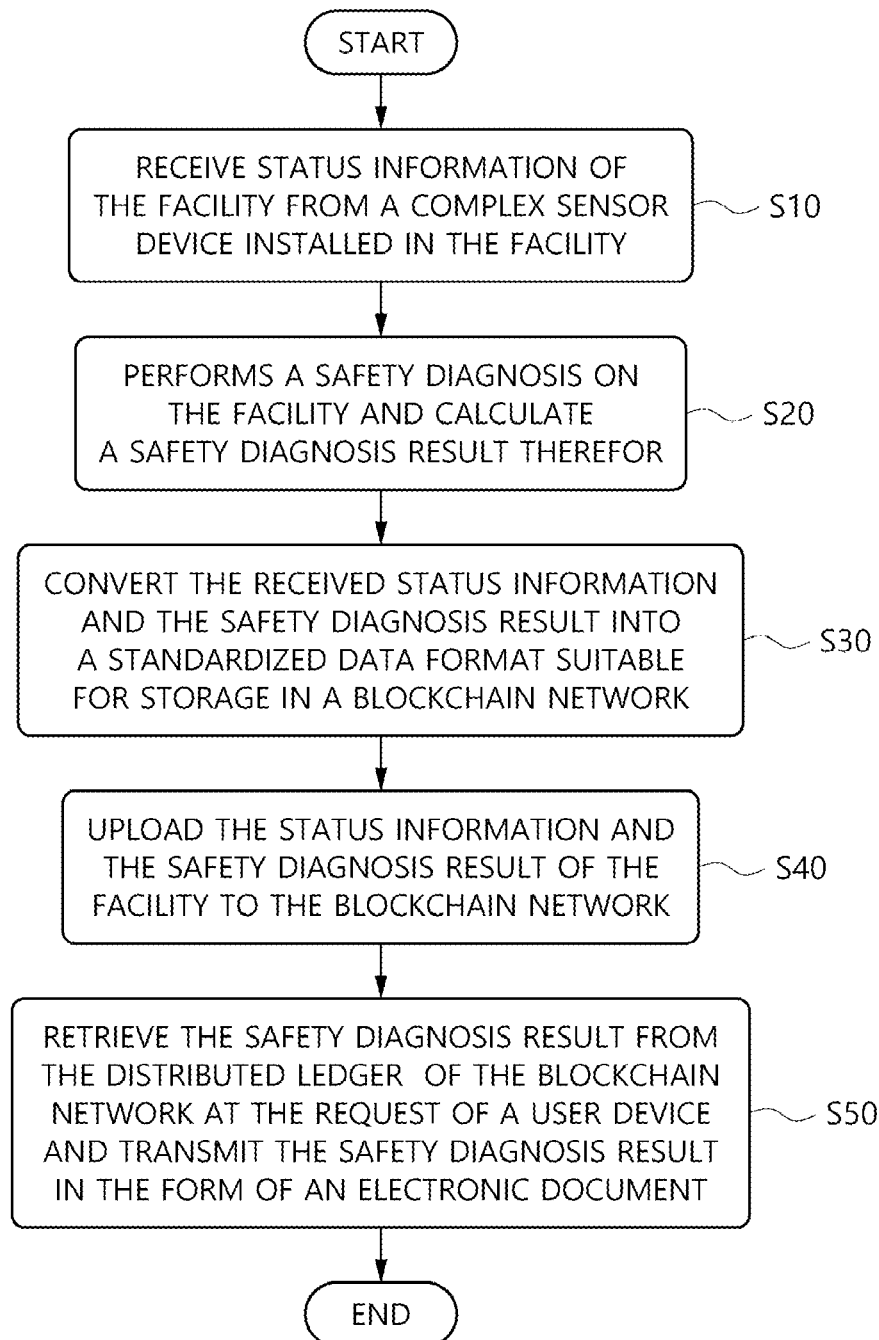 START
RECEIVE STATUS INFORMATION OF
THE FACILITY FROM A COMPLEX SENSOR
DEVICE INSTALLED IN THE FACILITY
S10
PERFORMS A SAFETY DIAGNOSIS ON
THE FACILITY AND CALCULATE
A SAFETY DIAGNOSIS RESULT THEREFOR
S20
CONVERT THE RECEIVED STATUS INFORMATION
AND THE SAFETY DIAGNOSIS RESULT INTO
A STANDARDIZED DATA FORMAT SUITABLE
FOR STORAGE IN A BLOCKCHAIN NETWORK
S30
UPLOAD THE STATUS INFORMATION AND
THE SAFETY DIAGNOSIS RESULT OF THE
FACILITY TO THE BLOCKCHAIN NETWORK
S40
RETRIEVE THE SAFETY DIAGNOSIS RESULT FROM
THE DISTRIBUTED LEDGER OF THE BLOCKCHAIN
NETWORK AT THE REQUEST OF A USER DEVICE
AND TRANSMIT THE SAFETY DIAGNOSIS RESULT
IN THE FORM OF AN ELECTRONIC DOCUMENT
S50
END